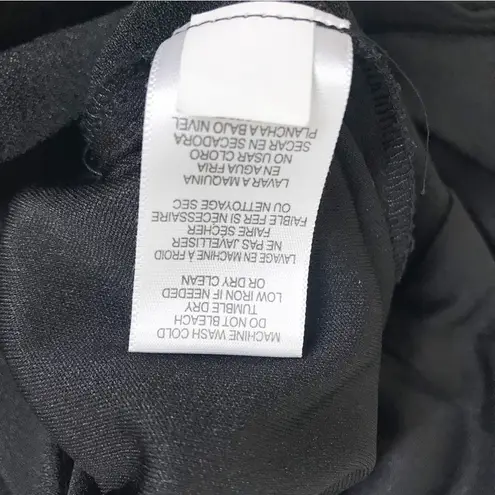 MACHINE WASH COLD
DO NOT BLEACH
TUMBLE DRY
LOW IRON IF NEEDED
OR DRY CLEAN
LAVAGE EN MACHINE À FROID
NE PAS JAVELLISER
FAIRE SECHER
FAIBLE FER SI NECESSAIRE
OU NETTOYAGE SEC
LAVAR A MAQUINA
EN AGUA FRIA
NO USAR CLORO
SECAR EN SECADORA
PLANCHA A BAJO NIVEL